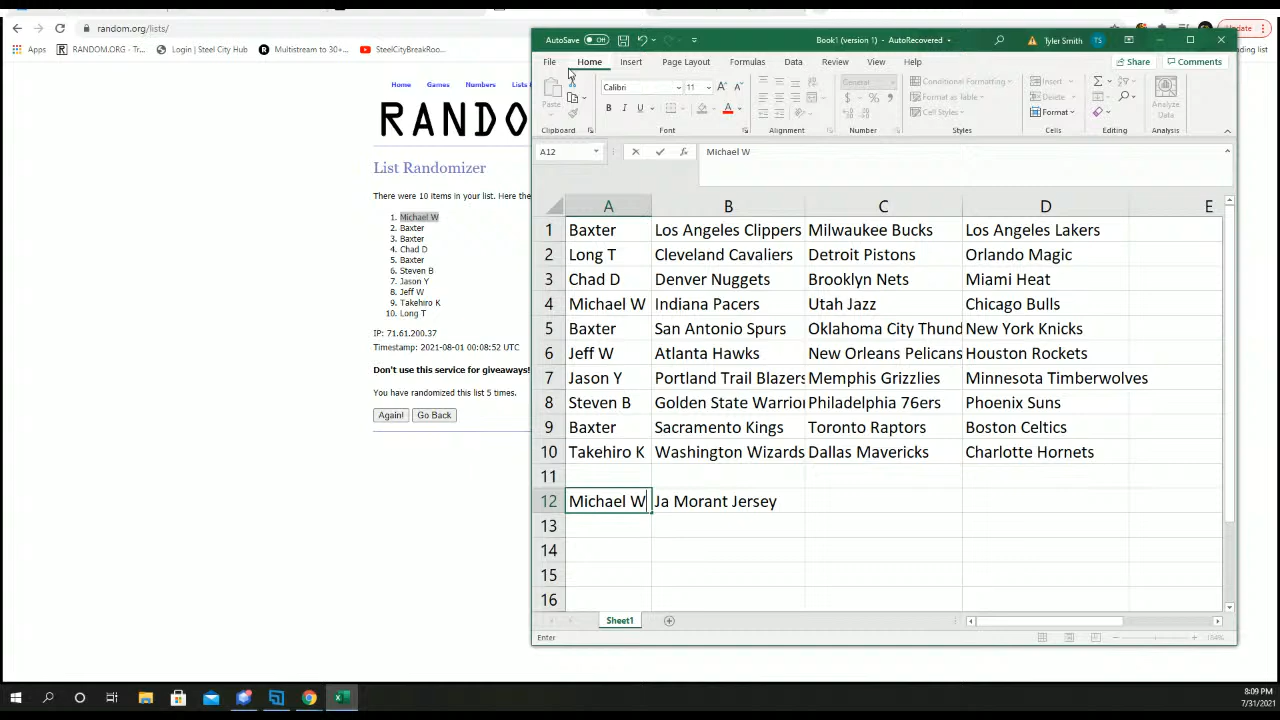 random.org/lists/
Update
Apps
RANDOM.ORG - Tr...
Login | Steel City Hub
Multistream to 30+...
SteelCityBreakRoo...
ding list
Home Games Numbers Lists
RANDO
List Randomizer
There were 10 items in your list. Here the
1. Michael W
2. Baxter
3. Baxter
4. Chad D
5. Baxter
6. Steven B
7. Jason Y
8. Jeff W
9. Takehiro K
10. Long T
IP: 71.61.200.37
Timestamp: 2021-08-01 00:08:52 UTC
Don't use this service for giveaways!
You have randomized this list 5 times.
Again! Go Back
AutoSave Off
Book1 (version 1) - AutoRecovered
Tyler Smith TS
File Home Insert Page Layout Formulas Data Review View Help Share Comments
Paste
Calibri 11
General
Conditional Formatting
Format as Table
Cell Styles
Insert
Delete
Format
Analyze
Data
Clipboard Font Alignment Number Styles Cells Editing Analysis
A12 Michael W
A B C D E
1 Baxter Los Angeles Clippers Milwaukee Bucks Los Angeles Lakers
2 Long T Cleveland Cavaliers Detroit Pistons Orlando Magic
3 Chad D Denver Nuggets Brooklyn Nets Miami Heat
4 Michael W Indiana Pacers Utah Jazz Chicago Bulls
5 Baxter San Antonio Spurs Oklahoma City Thund New York Knicks
6 Jeff W Atlanta Hawks New Orleans Pelicans Houston Rockets
7 Jason Y Portland Trail Blazers Memphis Grizzlies Minnesota Timberwolves
8 Steven B Golden State Warrior Philadelphia 76ers Phoenix Suns
9 Baxter Sacramento Kings Toronto Raptors Boston Celtics
10 Takehiro K Washington Wizards Dallas Mavericks Charlotte Hornets
11
12 Michael W Ja Morant Jersey
13
14
15
16
Sheet1
Enter
184%
8:09 PM
7/31/2021